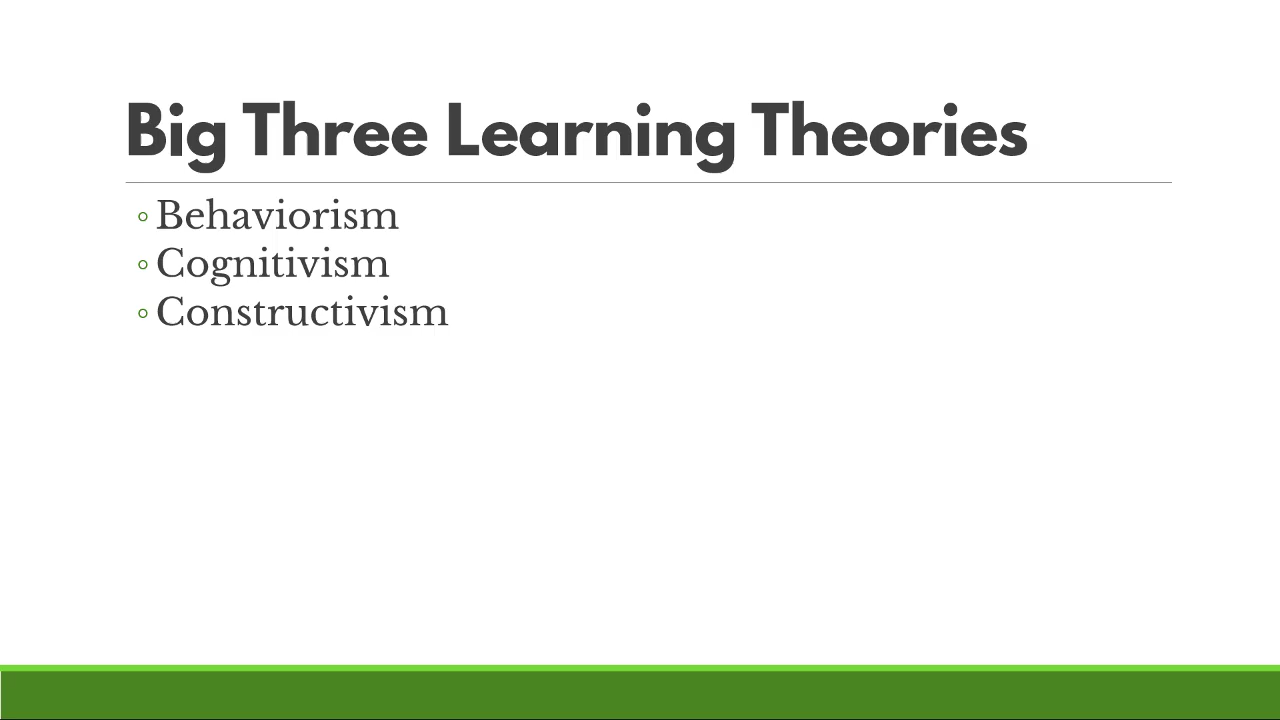 Big Three Learning Theories
◦ Behaviorism
◦ Cognitivism
◦ Constructivism